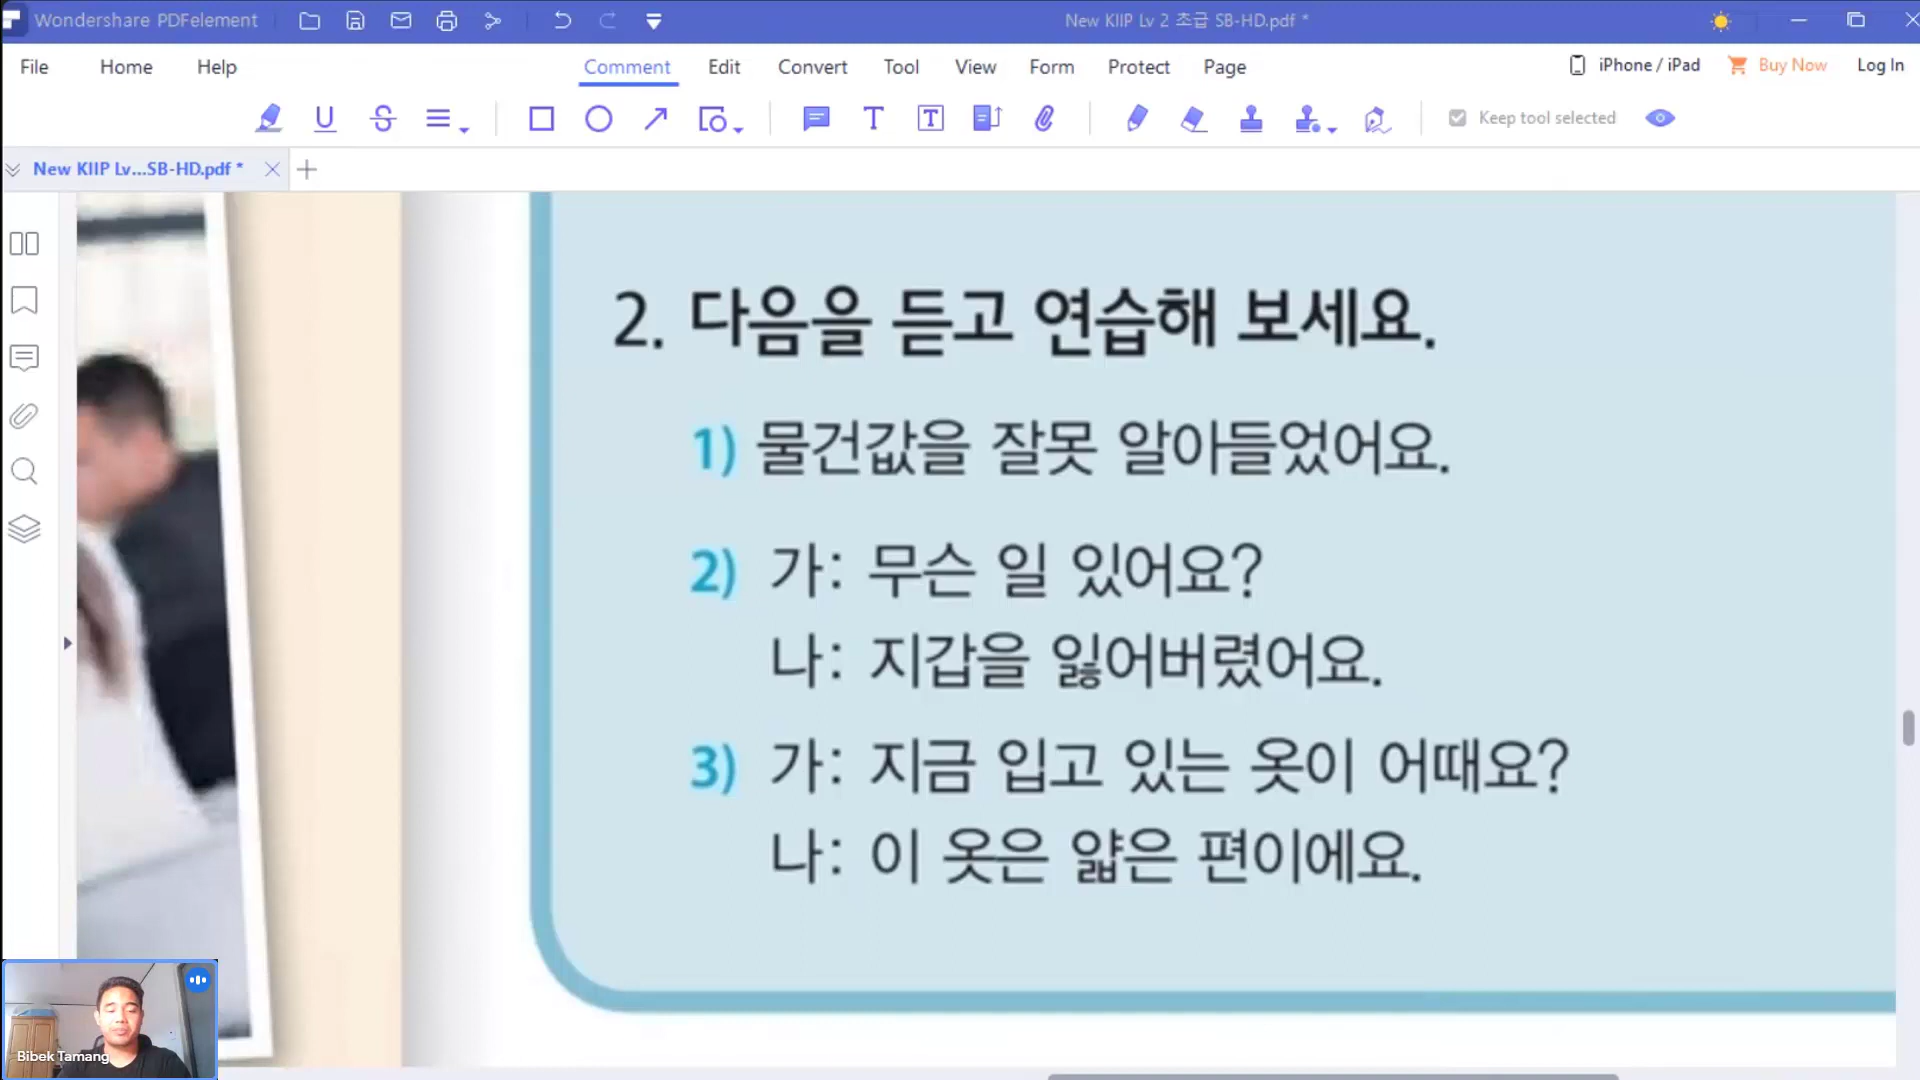 Wondershare PDFelement
New KIIP Lv 2 초급 SB-HD.pdf *
File Home Help Comment Edit Convert Tool View Form Protect Page iPhone / iPad Buy Now Log In
Keep tool selected
New KIIP Lv...SB-HD.pdf *
2. 다음을 듣고 연습해 보세요.
1) 물건값을 잘못 알아들었어요.
2) 가: 무슨 일 있어요?
나: 지갑을 잃어버렸어요.
3) 가: 지금 입고 있는 옷이 어때요?
나: 이 옷은 얇은 편이에요.
Bibek Tamang